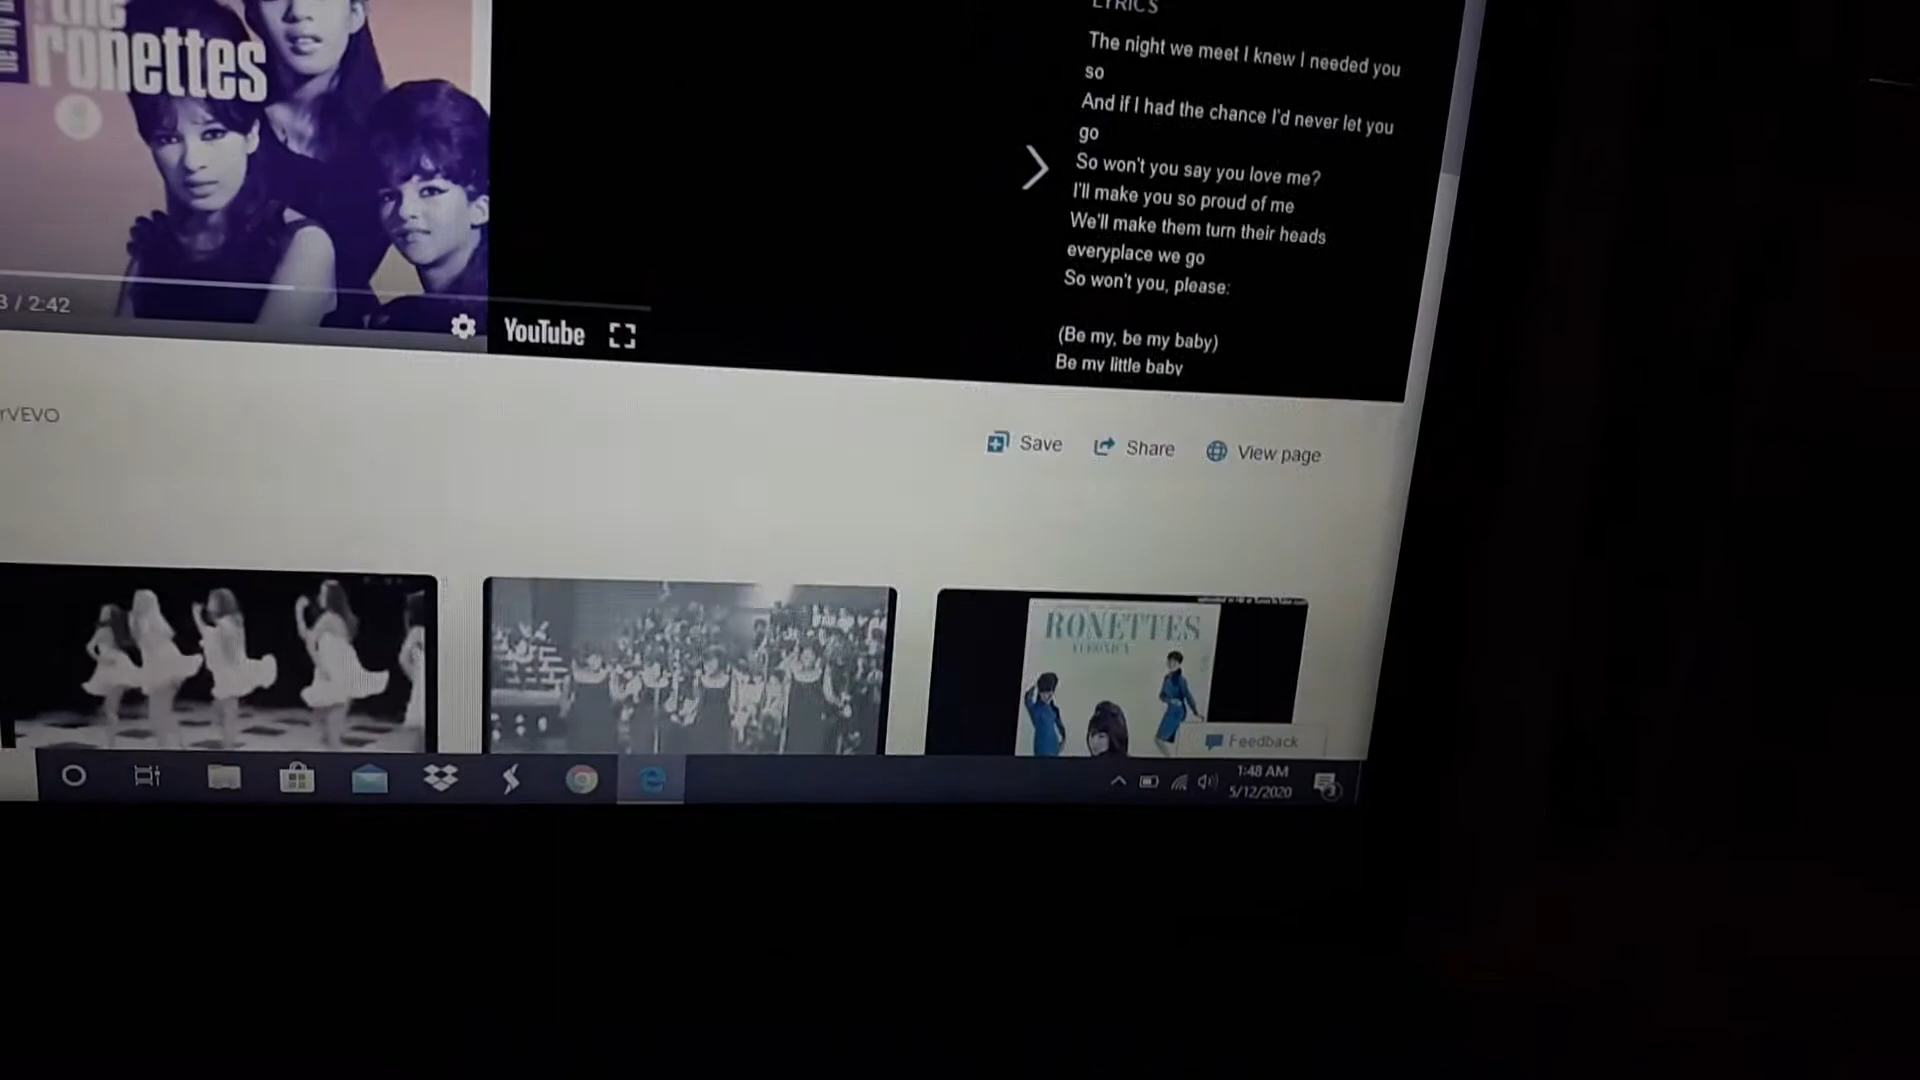 the
ronettes
LYRICS
The night we meet I knew I needed you
so
And if I had the chance I'd never let you
go
So won't you say you love me?
I'll make you so proud of me
We'll make them turn their heads
everyplace we go
So won't you, please:
(Be my, be my baby)
Be my little baby
3 / 2:42
YouTube
rVEVO
Save
Share
View page
RONETTES
VERONICA
Feedback
1:48 AM
5/12/2020
3